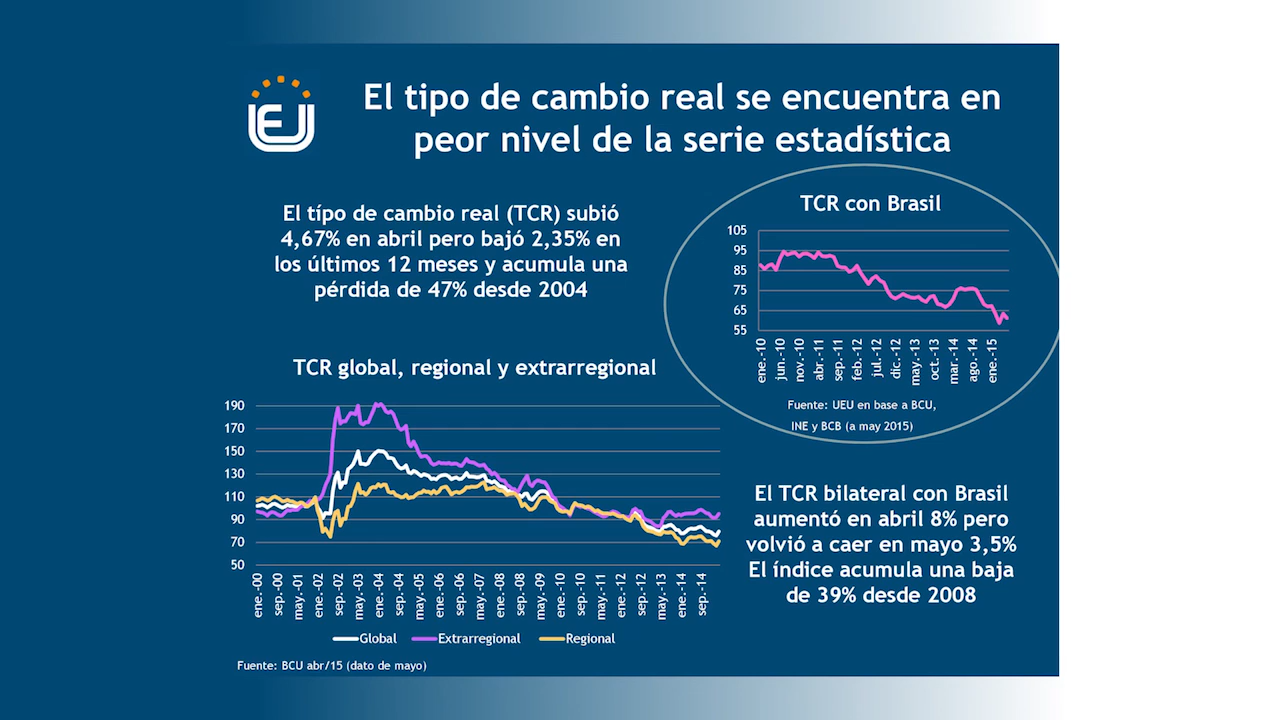 EU
El tipo de cambio real se encuentra en
peor nivel de la serie estadística
El típo de cambio real (TCR) subió
4,67% en abril pero bajó 2,35% en
los últimos 12 meses y acumula una
pérdida de 47% desde 2004
TCR con Brasil
105
95
85
75
65
55
ene.-10
jun.-10
nov.-10
abr.-11
sep.-11
feb.-12
jul.-12
dic.-12
may.-13
oct.-13
mar.-14
ago.-14
ene.-15
Fuente: UEU en base a BCU,
INE y BCB (a may 2015)
TCR global, regional y extrarregional
190
170
150
130
110
90
70
50
ene.-00
sep.-00
may.-01
ene.-02
sep.-02
may.-03
ene.-04
sep.-04
may.-05
ene.-06
sep.-06
may.-07
ene.-08
sep.-08
may.-09
ene.-10
sep.-10
may.-11
ene.-12
sep.-12
may.-13
ene.-14
sep.-14
Global
Extrarregional
Regional
El TCR bilateral con Brasil
aumentó en abril 8% pero
volvió a caer en mayo 3,5%
El índice acumula una baja
de 39% desde 2008
Fuente: BCU abr/15 (dato de mayo)